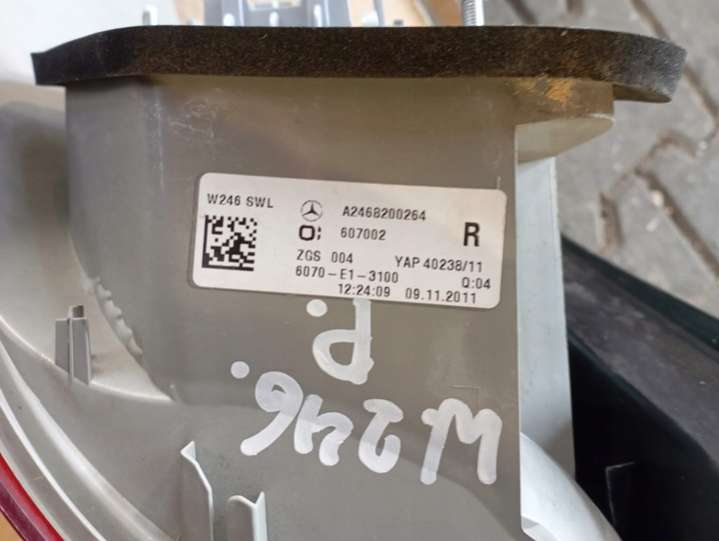 W246 SWL
A2468200264
O: 607002
R
ZGS 004
YAP 40238/11
6070-E1-3100
Q:04
12:24:09 09.11.2011
P.
W246.